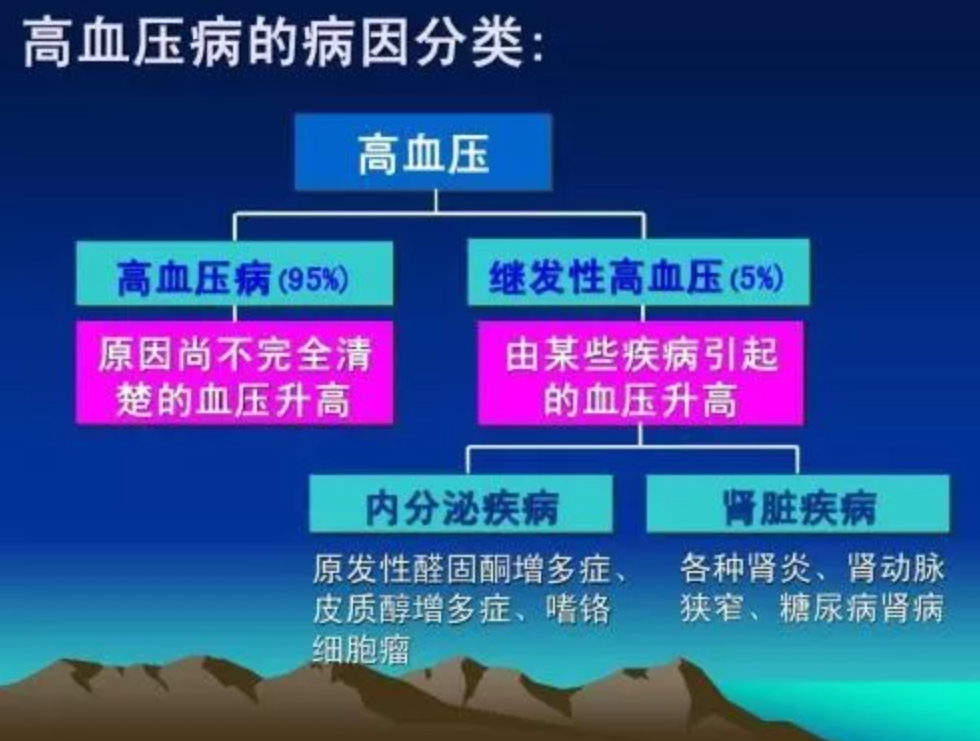 高血压病的病因分类:
高血压
高血压病(95%)
继发性高血压(5%)
原因尚不完全清
楚的血压升高
由某些疾病引起
的血压升高
内分泌疾病
肾脏疾病
原发性醛固酮增多症、
皮质醇增多症、嗜铬
细胞瘤
各种肾炎、肾动脉
狭窄、糖尿病肾病